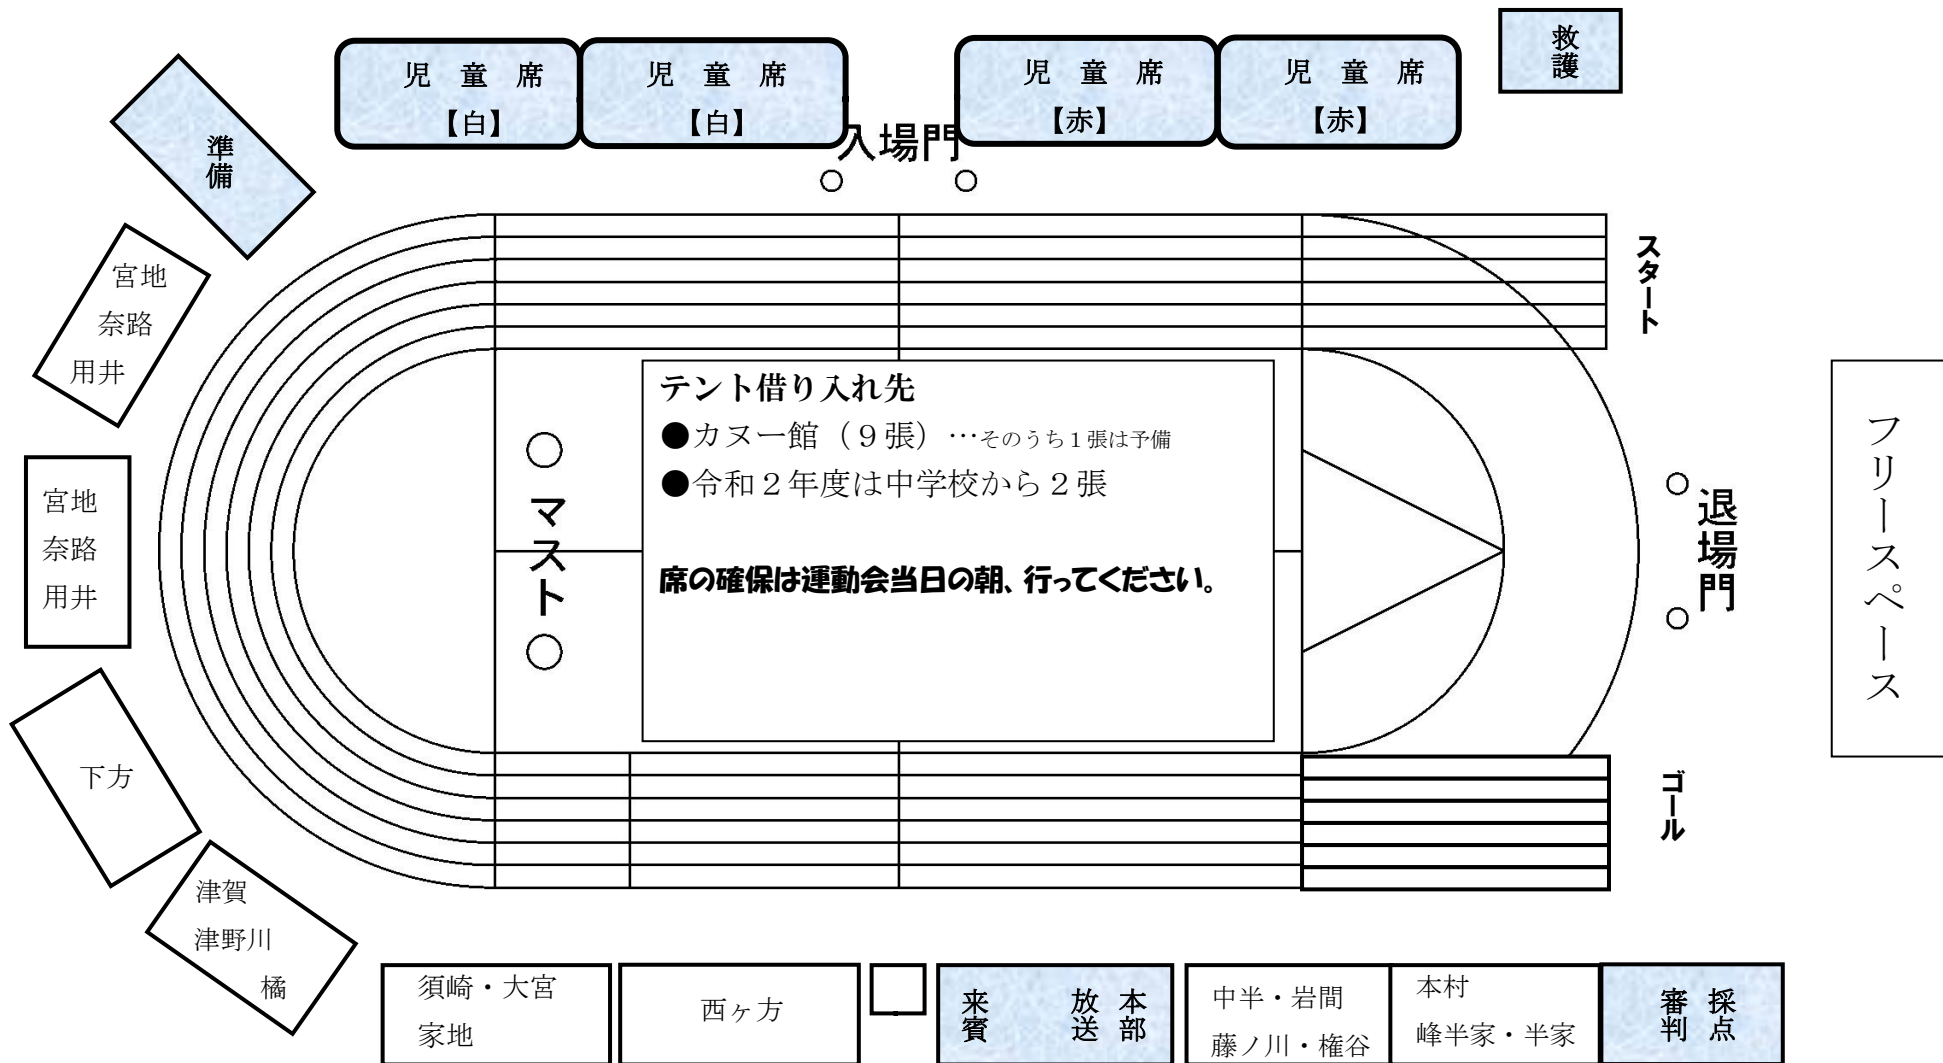 児童席
【白】
児童席
【白】
児童席
【赤】
児童席
【赤】
救護
準備
入場門
スタート
宮地
奈路
用井
テント借り入れ先
●カヌー館（９張）…そのうち１張は予備
●令和２年度は中学校から２張
席の確保は運動会当日の朝、行ってください。
マスト
退場門
フリースペース
宮地
奈路
用井
下方
ゴール
津賀
津野川
橘
須崎・大宮
家地
西ヶ方
本部
放送
来賓
中半・岩間
藤ノ川・権谷
本村
峰半家・半家
採点
審判